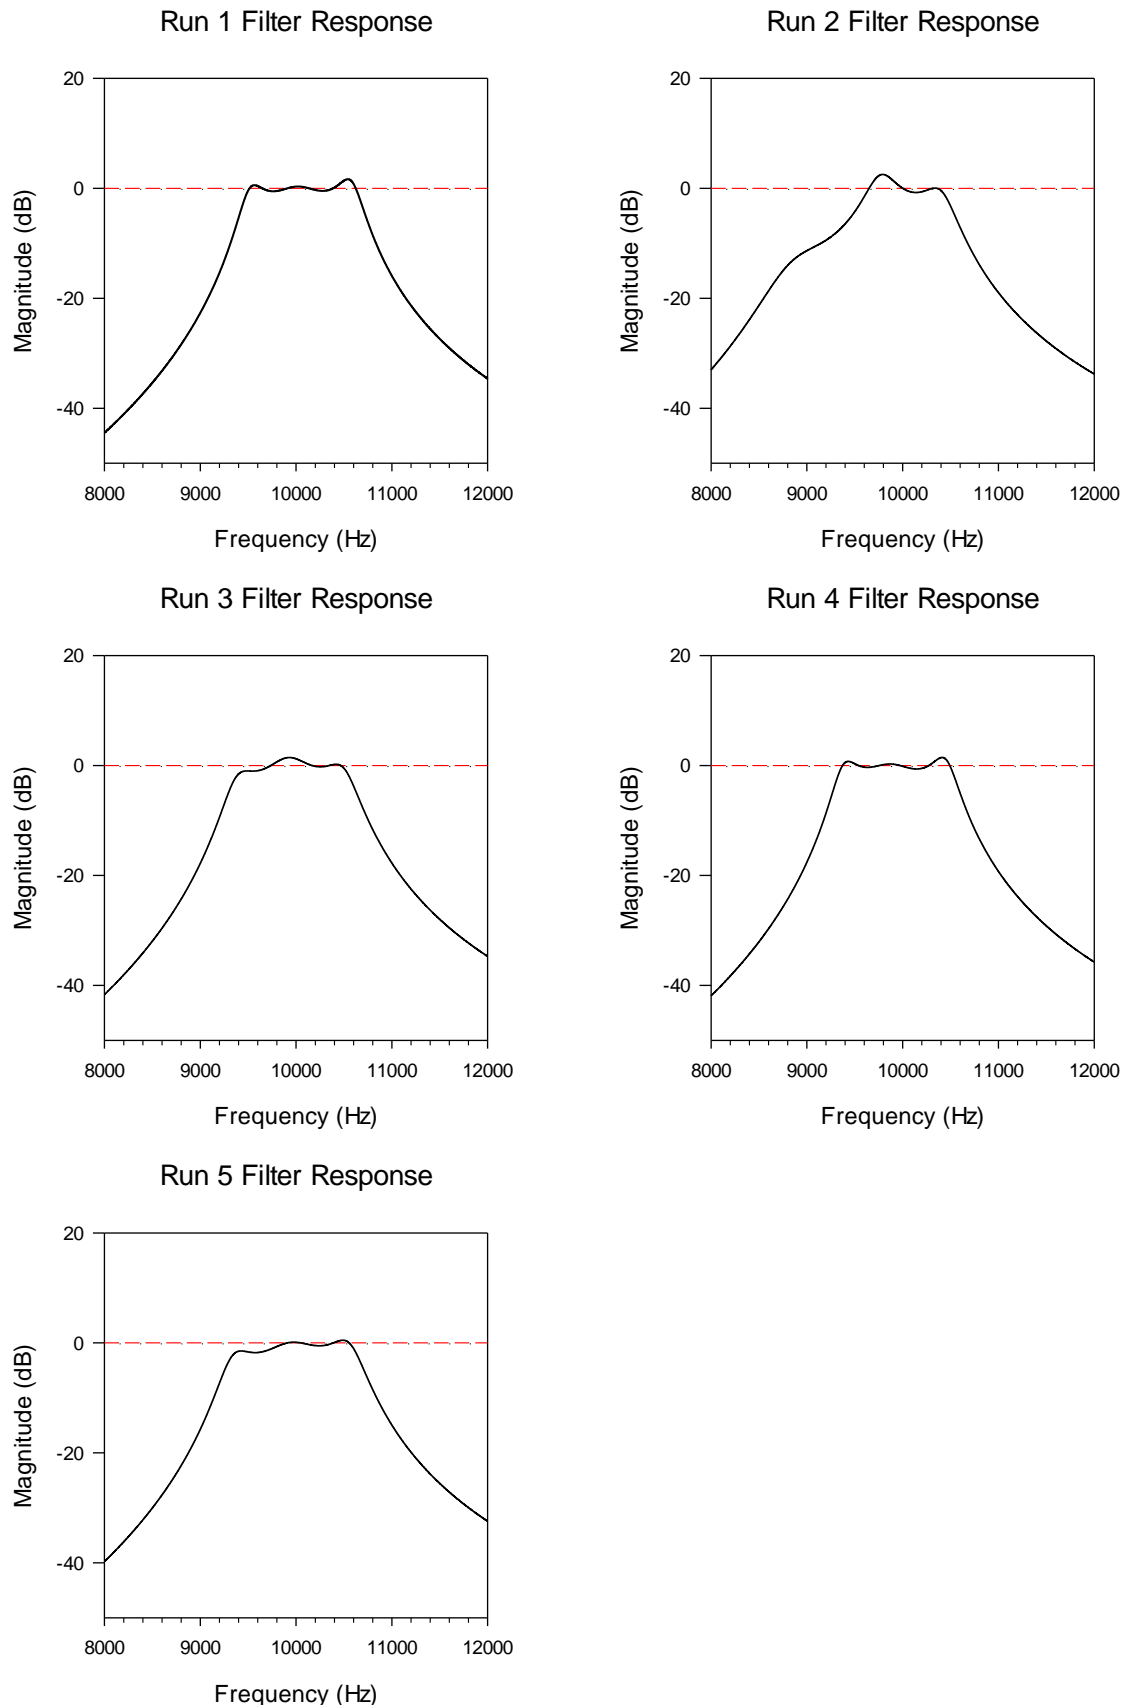 Run 1 Filter Response
20
0
-20
-40
Magnitude (dB)
8000 9000 10000 11000 12000
Frequency (Hz)
Run 2 Filter Response
20
0
-20
-40
Magnitude (dB)
8000 9000 10000 11000 12000
Frequency (Hz)
Run 3 Filter Response
20
0
-20
-40
Magnitude (dB)
8000 9000 10000 11000 12000
Frequency (Hz)
Run 4 Filter Response
20
0
-20
-40
Magnitude (dB)
8000 9000 10000 11000 12000
Frequency (Hz)
Run 5 Filter Response
20
0
-20
-40
Magnitude (dB)
8000 9000 10000 11000 12000
Frequency (Hz)